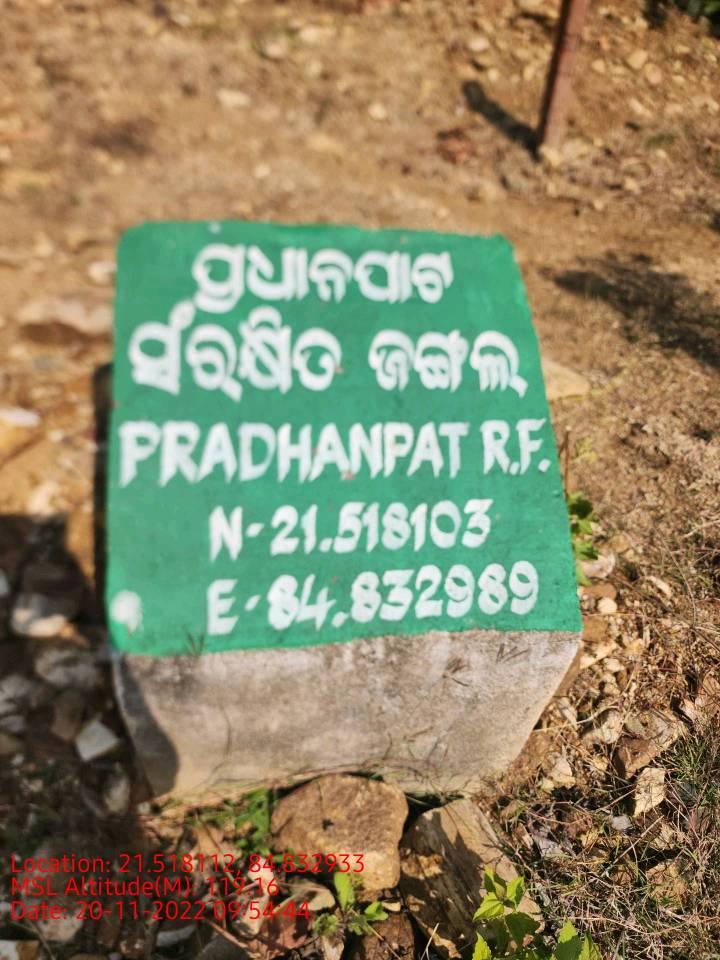 ପ୍ରଧାନପାଟ
ସଂରକ୍ଷିତ ଜଙ୍ଗଲ
PRADHANPAT R.F.
N-21.518103
E-84.832989
Location: 21.518112, 84.832933
MSL Altitude(M): 119.16
Date: 20-11-2022 09:54:44